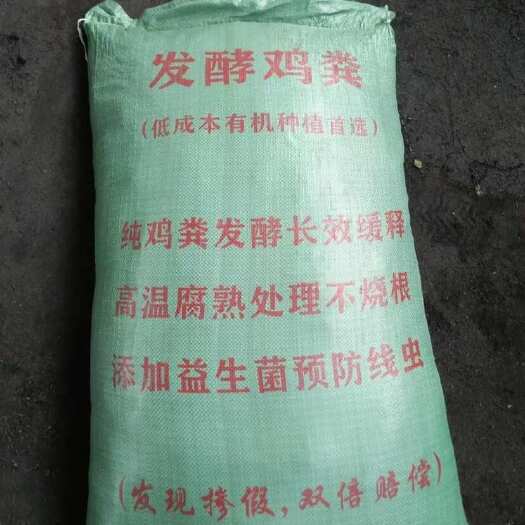 发酵鸡粪
(低成本有机种植首选)
纯鸡粪发酵长效缓释
高温腐熟处理不烧根
添加益生菌预防线虫
(发现掺假,双倍赔偿)